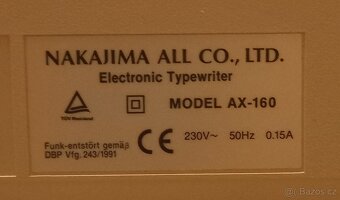 NAKAJIMA ALL CO., LTD.
Electronic Typewriter
TÜV Rheinland
MODEL AX-160
Funk-entstört gemäß
DBP Vfg. 243/1991
CE
230V~ 50Hz 0.15A
Bazos.cz